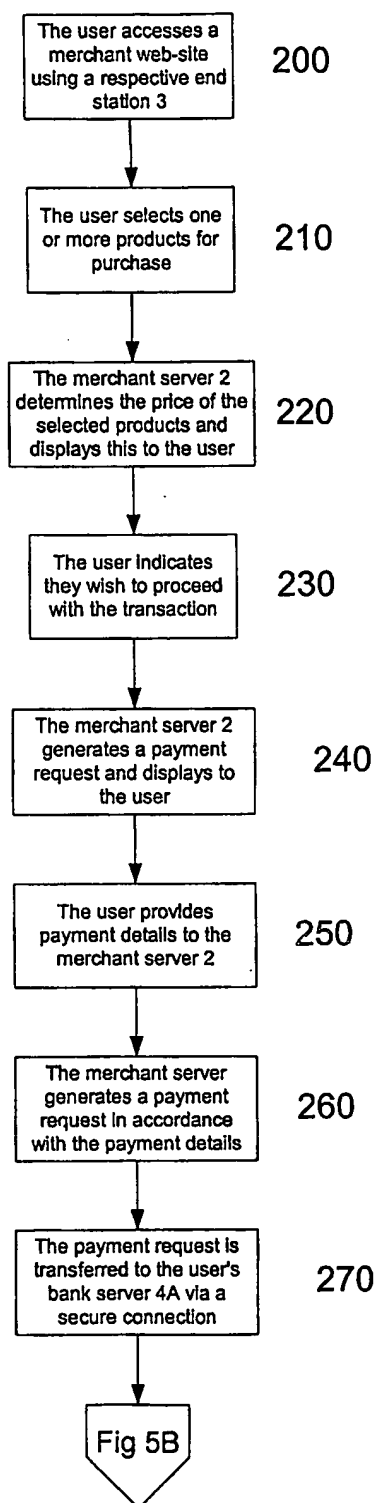 The user accesses a
merchant web-site
using a respective end
station 3
200
The user selects one
or more products for
purchase
210
The merchant server 2
determines the price of the
selected products and
displays this to the user
220
The user indicates
they wish to proceed
with the transaction
230
The merchant server 2
generates a payment
request and displays to
the user
240
The user provides
payment details to the
merchant server 2
250
The merchant server
generates a payment
request in accordance
with the payment details
260
The payment request is
transferred to the user's
bank server 4A via a
secure connection
270
Fig 5B